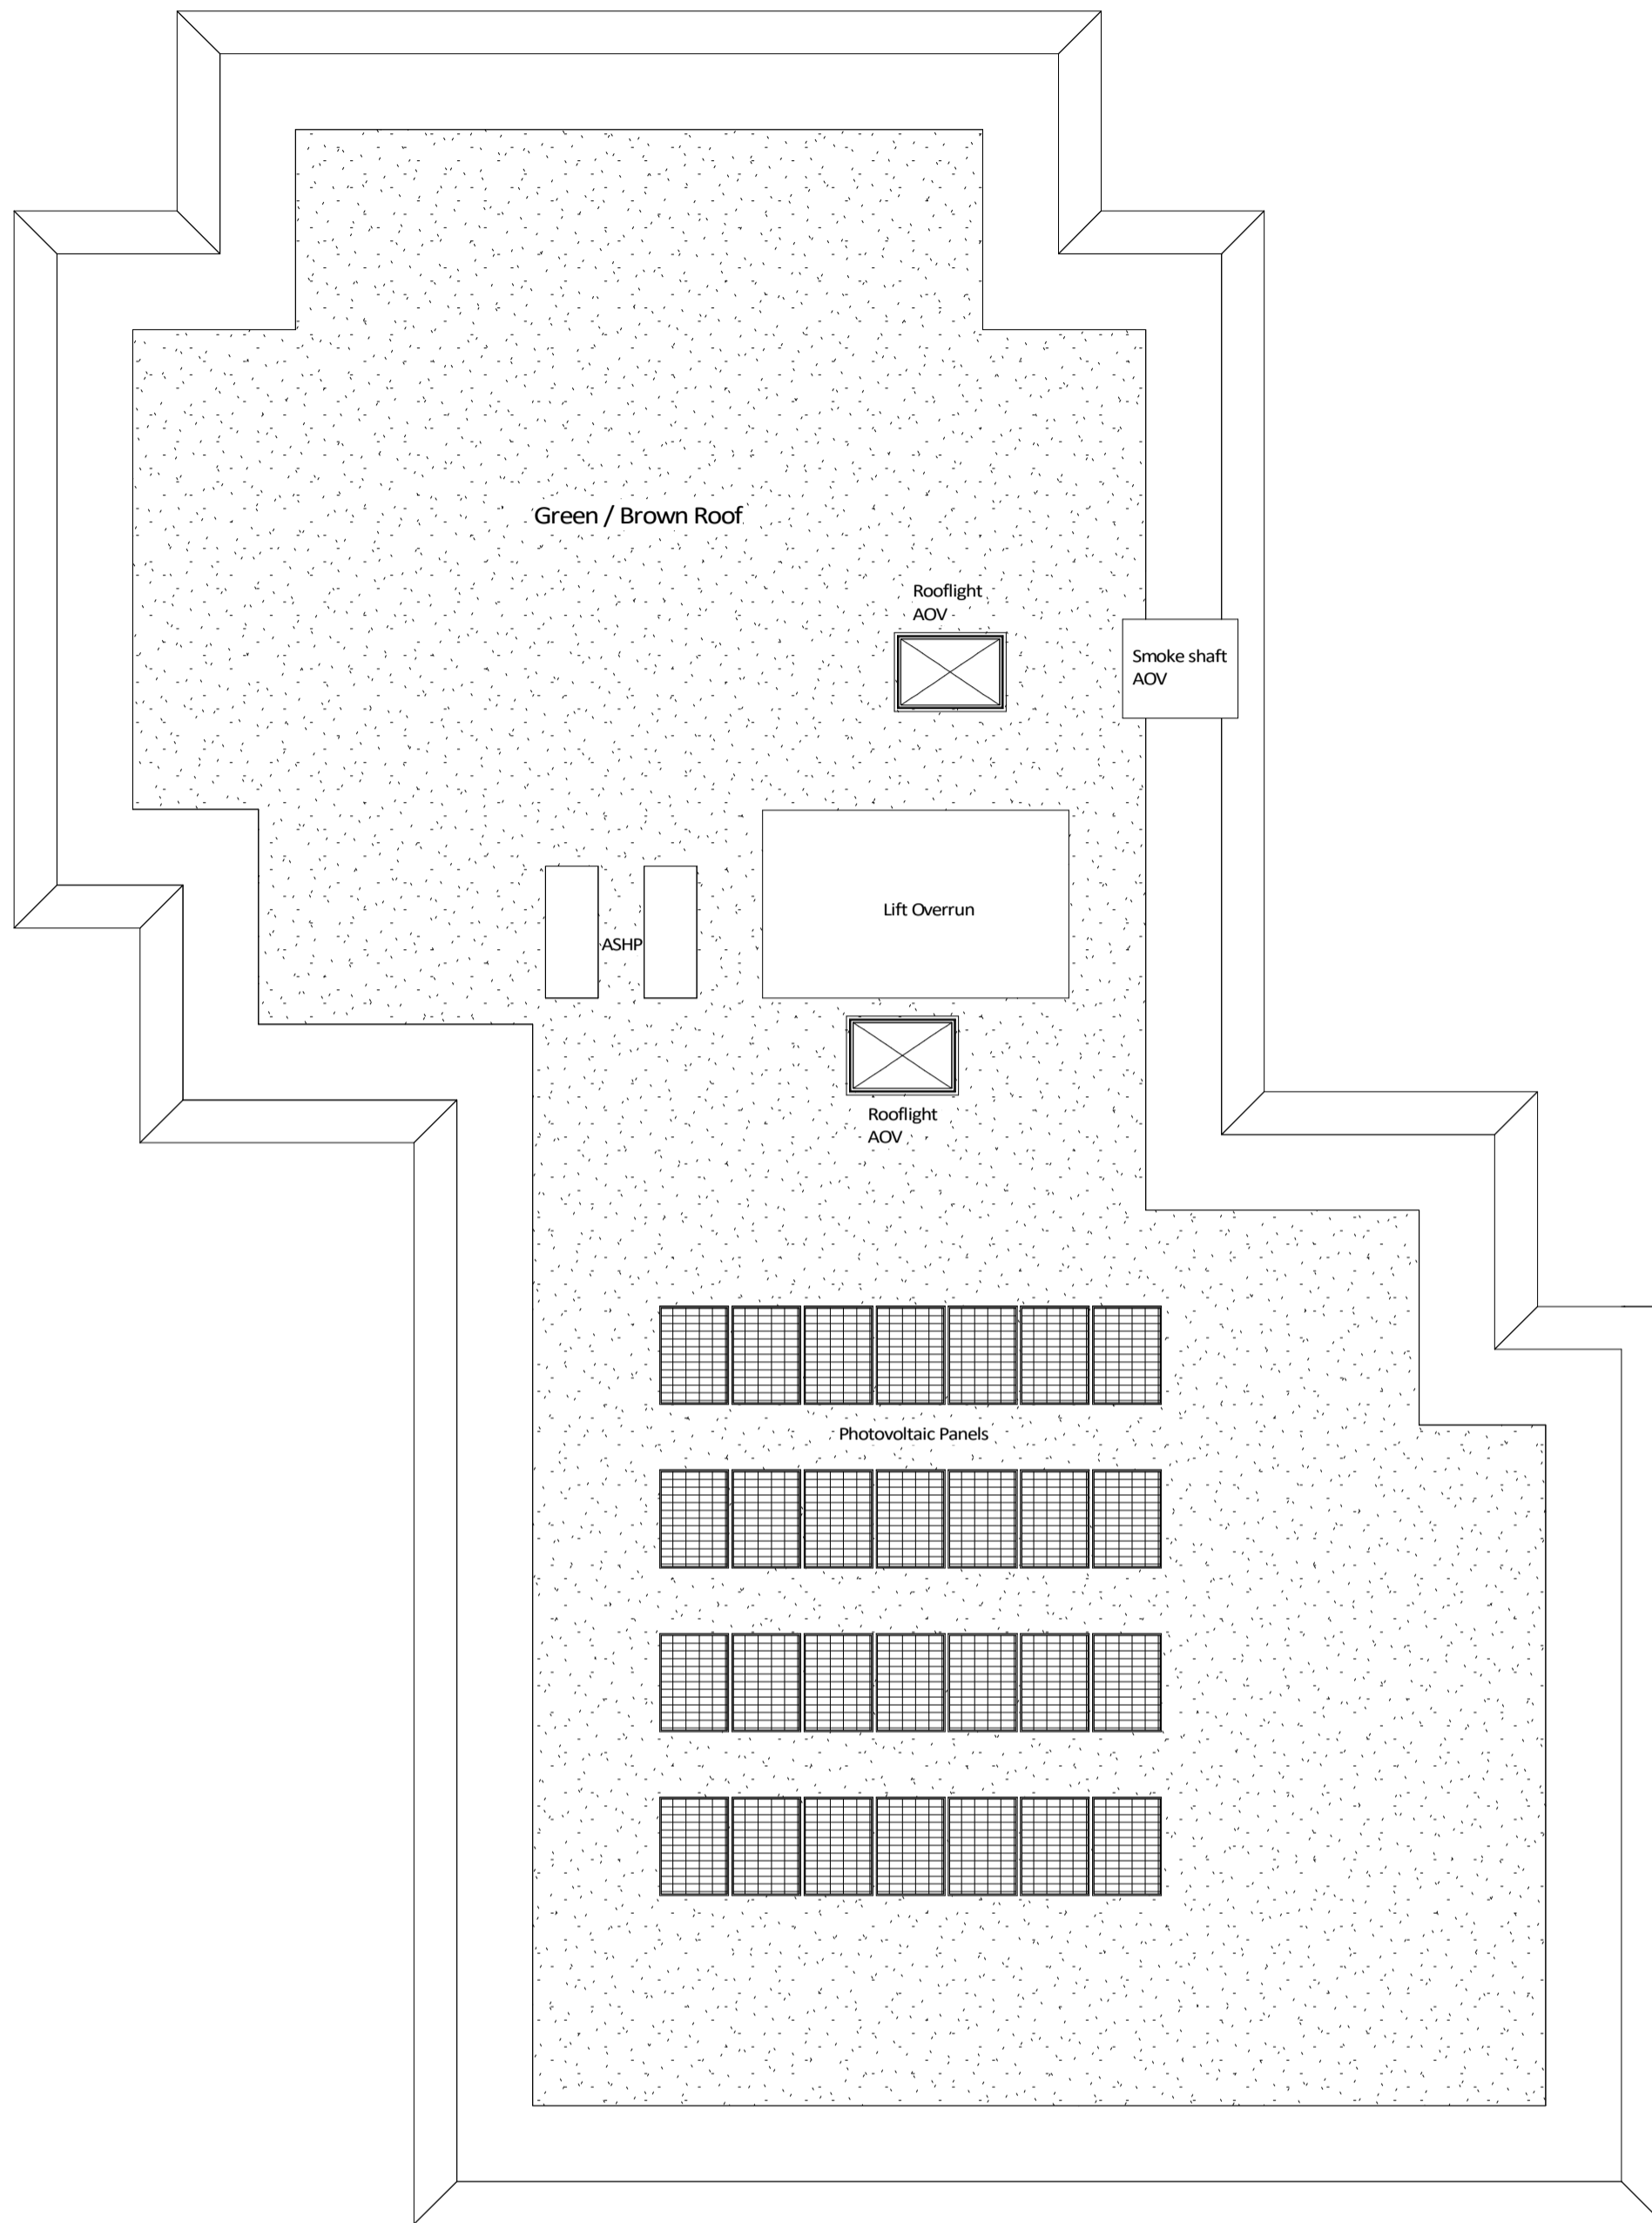 Green / Brown Roof
Rooflight
AOV
Smoke shaft
AOV
Lift Overrun
ASHP
Rooflight
AOV
Photovoltaic Panels